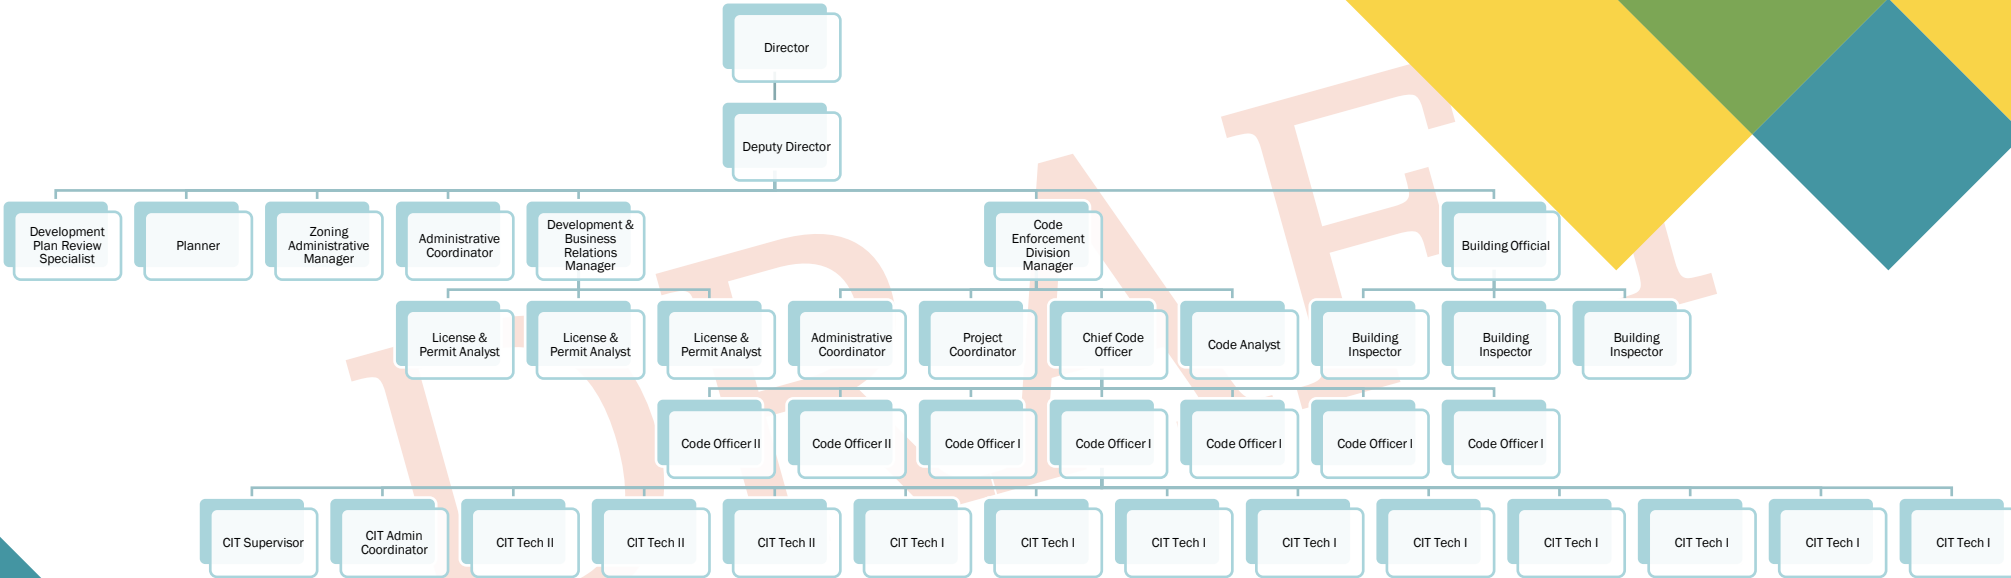 Director
Deputy Director
Development
Plan Review
Specialist
Planner
Zoning
Administrative
Manager
Administrative
Coordinator
Development &
Business
Relations
Manager
Code
Enforcement
Division
Manager
Building Official
License &
Permit Analyst
License &
Permit Analyst
License &
Permit Analyst
Administrative
Coordinator
Project
Coordinator
Chief Code
Officer
Code Analyst
Building
Inspector
Building
Inspector
Building
Inspector
Code Officer II
Code Officer II
Code Officer I
Code Officer I
Code Officer I
Code Officer I
Code Officer I
CIT Supervisor
CIT Admin
Coordinator
CIT Tech II
CIT Tech II
CIT Tech II
CIT Tech I
CIT Tech I
CIT Tech I
CIT Tech I
CIT Tech I
CIT Tech I
CIT Tech I
CIT Tech I
CIT Tech I
DRAFT